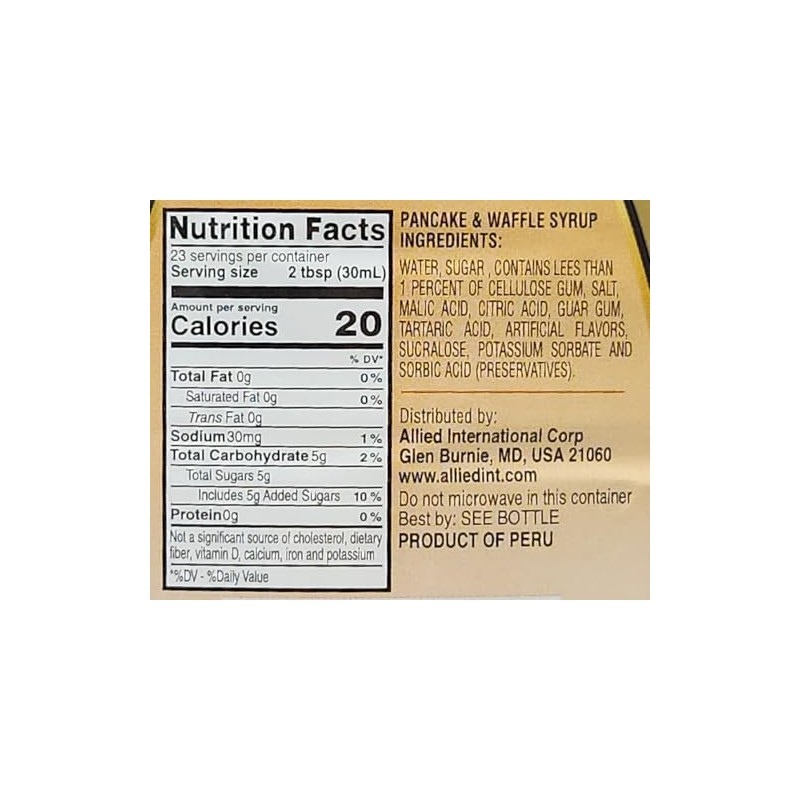 Nutrition Facts
23 servings per container
Serving size 2 tbsp (30mL)
Amount per serving
Calories 20
% DV*
Total Fat 0g 0%
Saturated Fat 0g 0%
Trans Fat 0g
Sodium 30mg 1%
Total Carbohydrate 5g 2%
Total Sugars 5g
Includes 5g Added Sugars 10%
Protein 0g 0%
Not a significant source of cholesterol, dietary
fiber, vitamin D, calcium, iron and potassium
*%DV - %Daily Value
PANCAKE & WAFFLE SYRUP
INGREDIENTS:
WATER, SUGAR , CONTAINS LEES THAN
1 PERCENT OF CELLULOSE GUM, SALT,
MALIC ACID, CITRIC ACID, GUAR GUM,
TARTARIC ACID, ARTIFICIAL FLAVORS,
SUCRALOSE, POTASSIUM SORBATE AND
SORBIC ACID (PRESERVATIVES).
Distributed by:
Allied International Corp
Glen Burnie, MD, USA 21060
www.alliedint.com
Do not microwave in this container
Best by: SEE BOTTLE
PRODUCT OF PERU